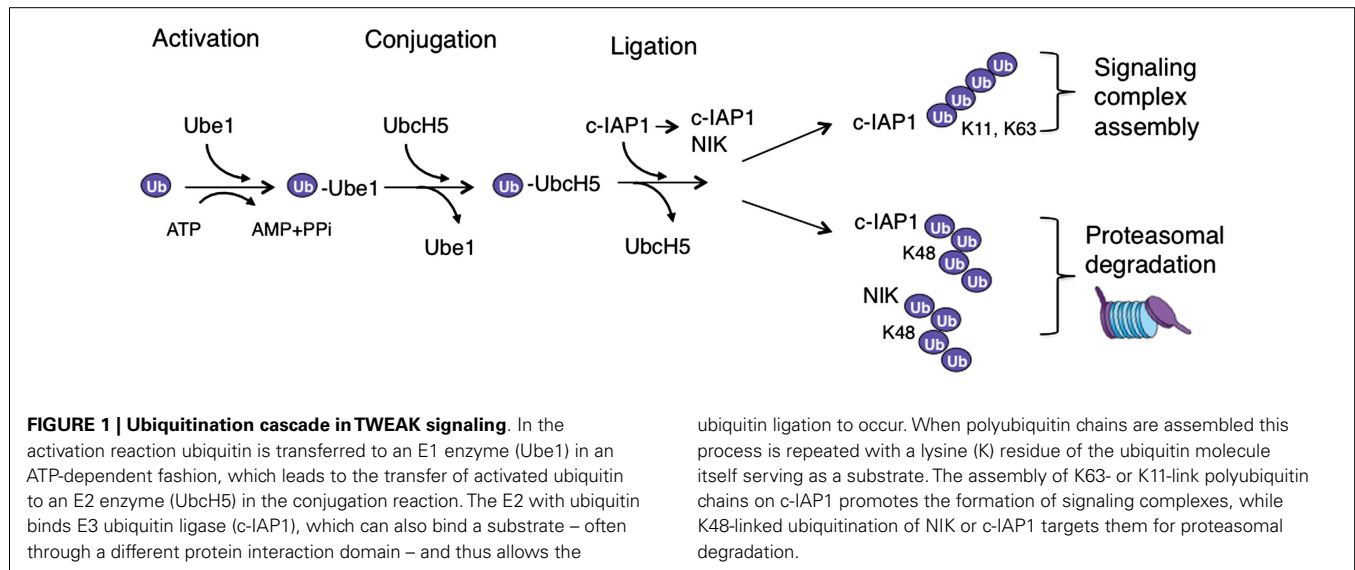 Activation
Conjugation
Ligation
Ube1
UbcH5
c-IAP1
c-IAP1
NIK
Ub
Ub -Ube1
Ub -UbcH5
ATP
AMP+PPi
Ube1
UbcH5
c-IAP1
Ub
Ub
Ub
Ub
K11, K63
Signaling
complex
assembly
c-IAP1
Ub
Ub
K48
Ub
Ub
NIK
Ub
Ub
K48
Ub
Ub
Proteasomal
degradation
FIGURE 1 | Ubiquitination cascade in TWEAK signaling. In the
activation reaction ubiquitin is transferred to an E1 enzyme (Ube1) in an
ATP-dependent fashion, which leads to the transfer of activated ubiquitin
to an E2 enzyme (UbcH5) in the conjugation reaction. The E2 with ubiquitin
binds E3 ubiquitin ligase (c-IAP1), which can also bind a substrate – often
through a different protein interaction domain – and thus allows the
ubiquitin ligation to occur. When polyubiquitin chains are assembled this
process is repeated with a lysine (K) residue of the ubiquitin molecule
itself serving as a substrate. The assembly of K63- or K11-link polyubiquitin
chains on c-IAP1 promotes the formation of signaling complexes, while
K48-linked ubiquitination of NIK or c-IAP1 targets them for proteasomal
degradation.